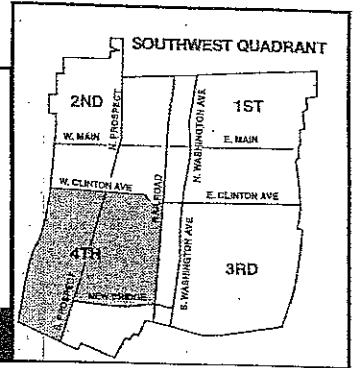 SOUTHWEST QUADRANT
2ND
N. PROSPECT
N. WASHINGTON AVE
1ST
W. MAIN
E. MAIN
RAILROAD
W. CLINTON AVE
E. CLINTON AVE
4TH
N. PROSPECT
S. WASHINGTON AVE
3RD
NEW BRIDGE